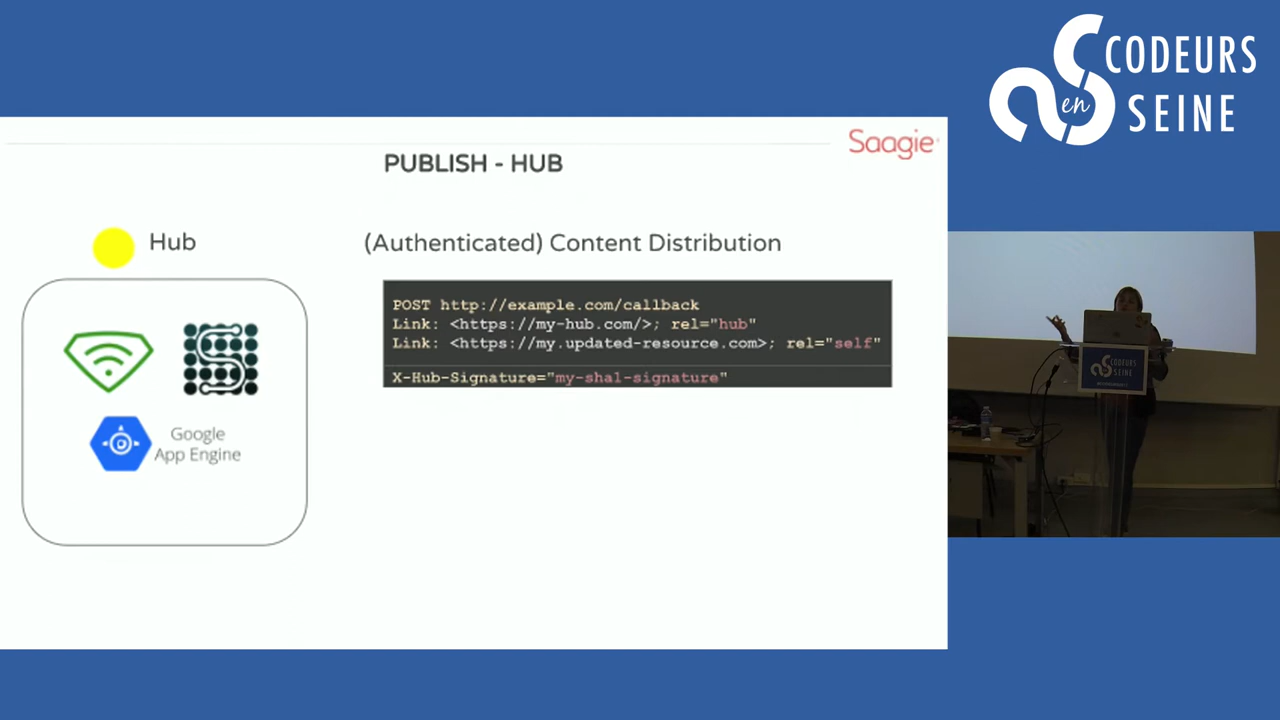 CODEURS
en
SEINE
Saagie
PUBLISH - HUB
Hub
(Authenticated) Content Distribution
POST http://example.com/callback
Link: <https://my-hub.com/>; rel="hub"
Link: <https://my.updated-resource.com>; rel="self"
X-Hub-Signature="my-sha1-signature"
Google
App Engine
CODEURS
en
SEINE